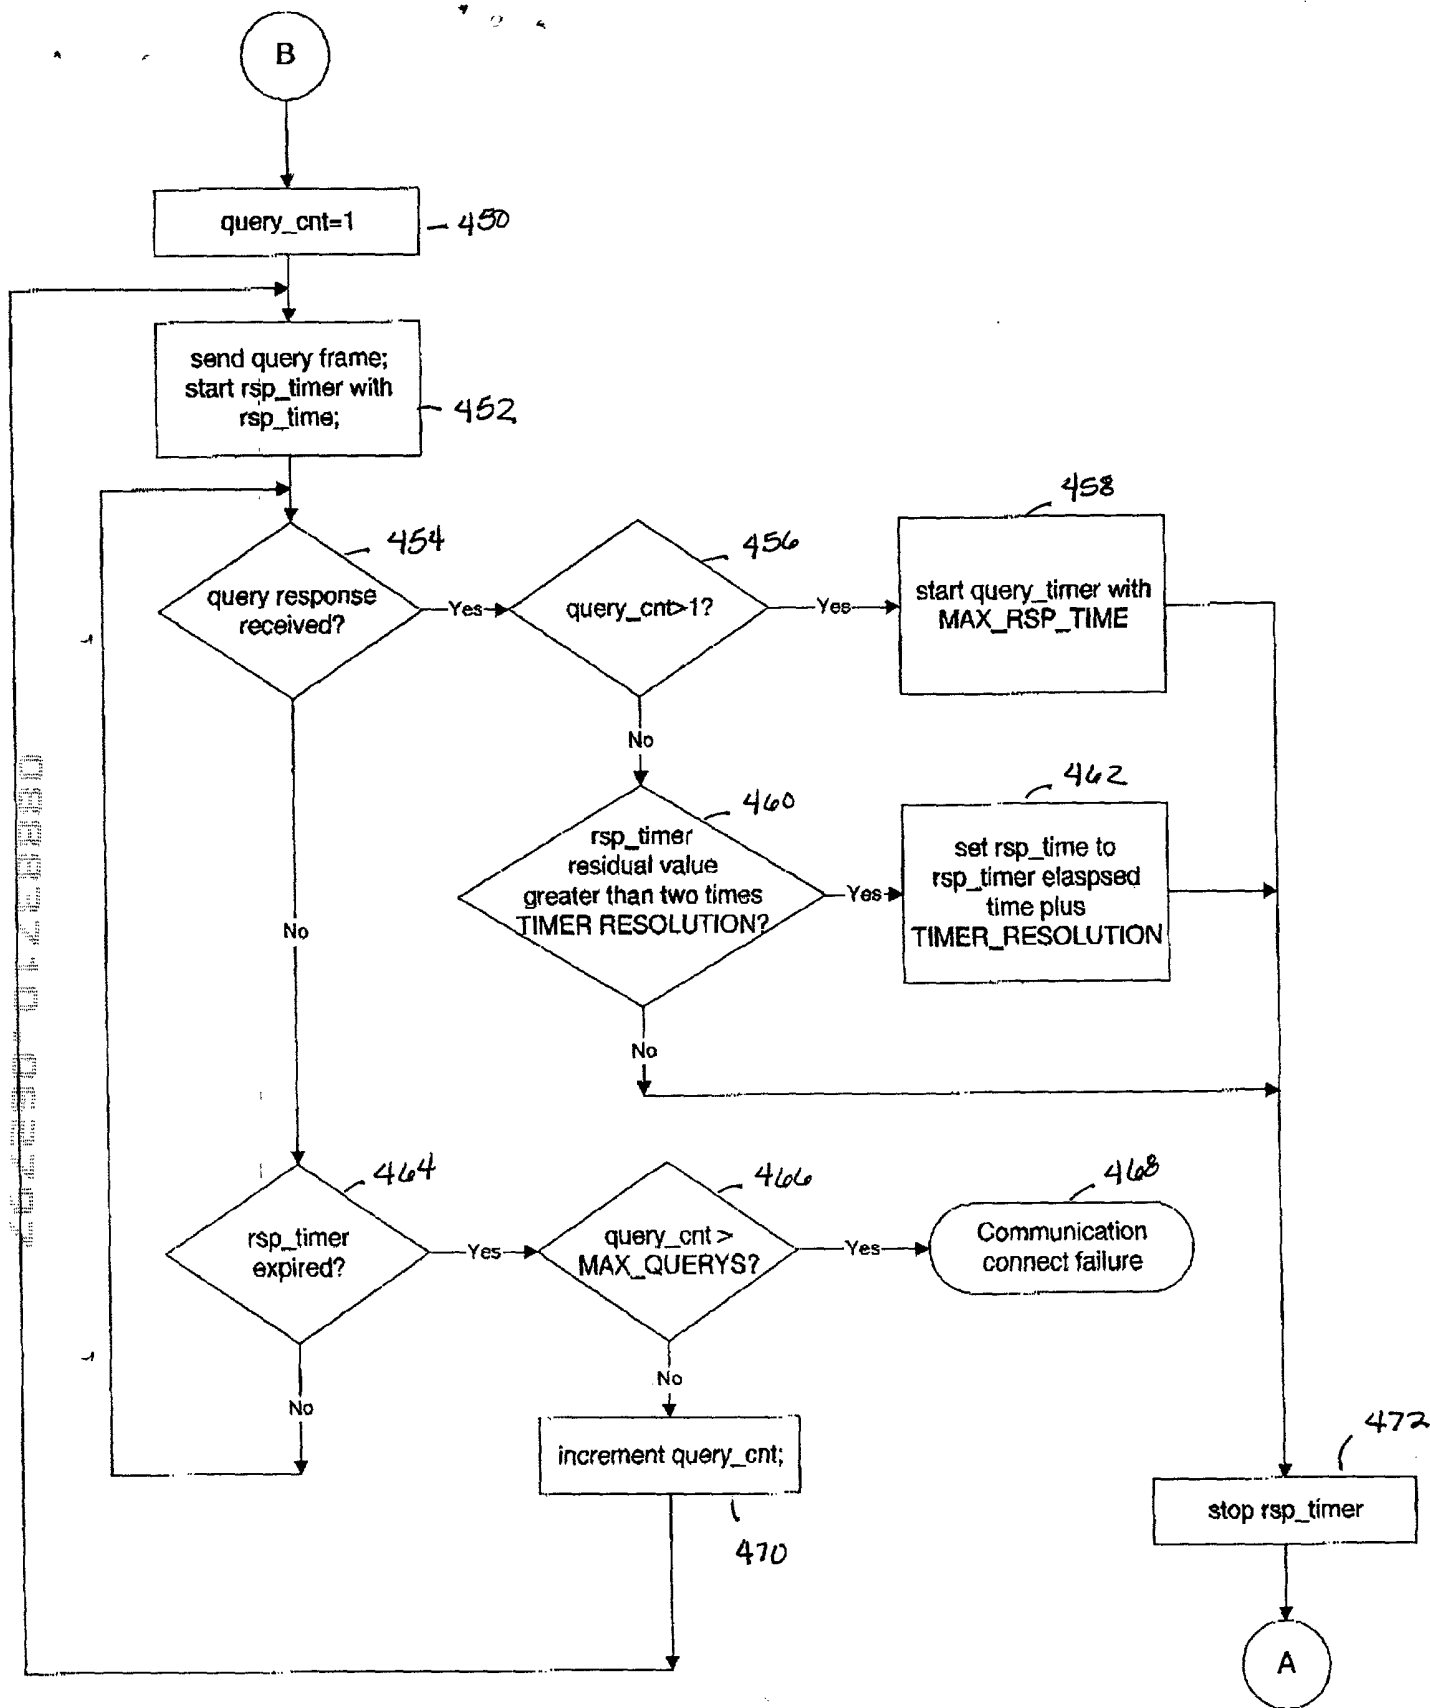 B
query_cnt=1
450
send query frame;
start rsp_timer with
rsp_time;
452
458
454
456
query response
received?
Yes
query_cnt>1?
Yes
start query_timer with
MAX_RSP_TIME
No
462
460
rsp_timer
residual value
greater than two times
TIMER RESOLUTION?
Yes
set rsp_time to
rsp_timer elaspsed
time plus
TIMER_RESOLUTION
No
No
464
466
468
rsp_timer
expired?
Yes
query_cnt >
MAX_QUERYS?
Yes
Communication
connect failure
No
No
increment query_cnt;
470
472
stop rsp_timer
A